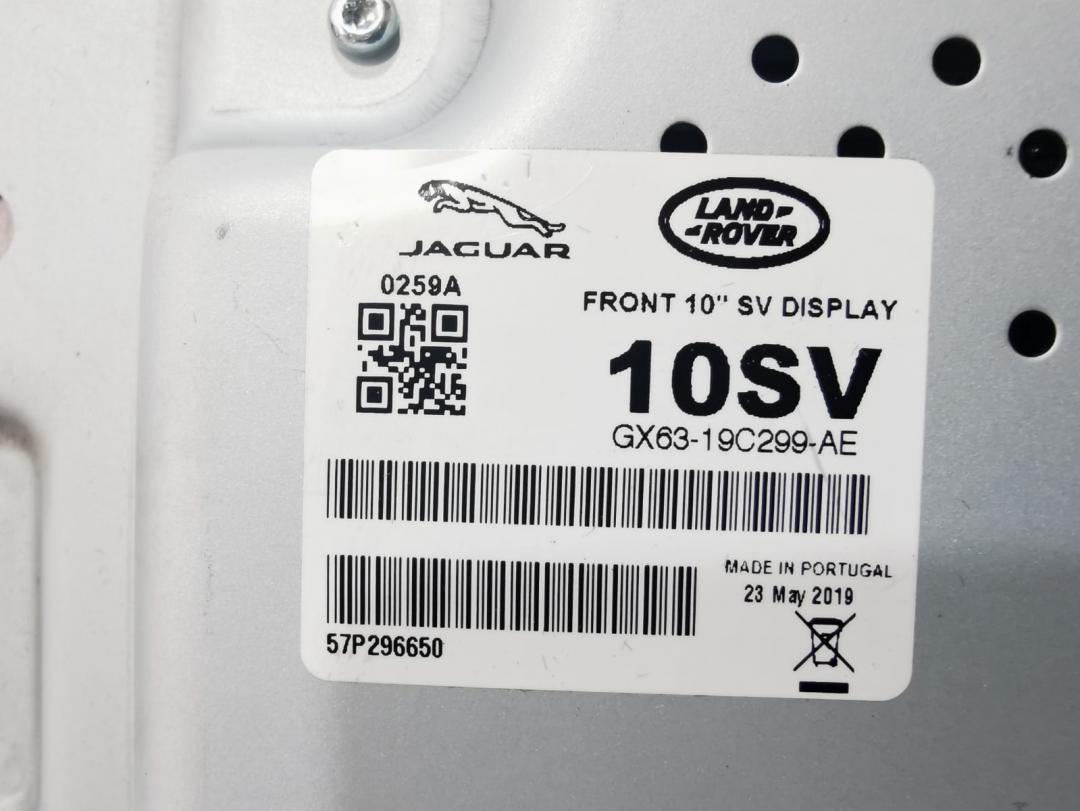 JAGUAR
LAND
ROVER
0259A
FRONT 10" SV DISPLAY
10SV
GX63-19C299-AE
MADE IN PORTUGAL
23 May 2019
57P296650